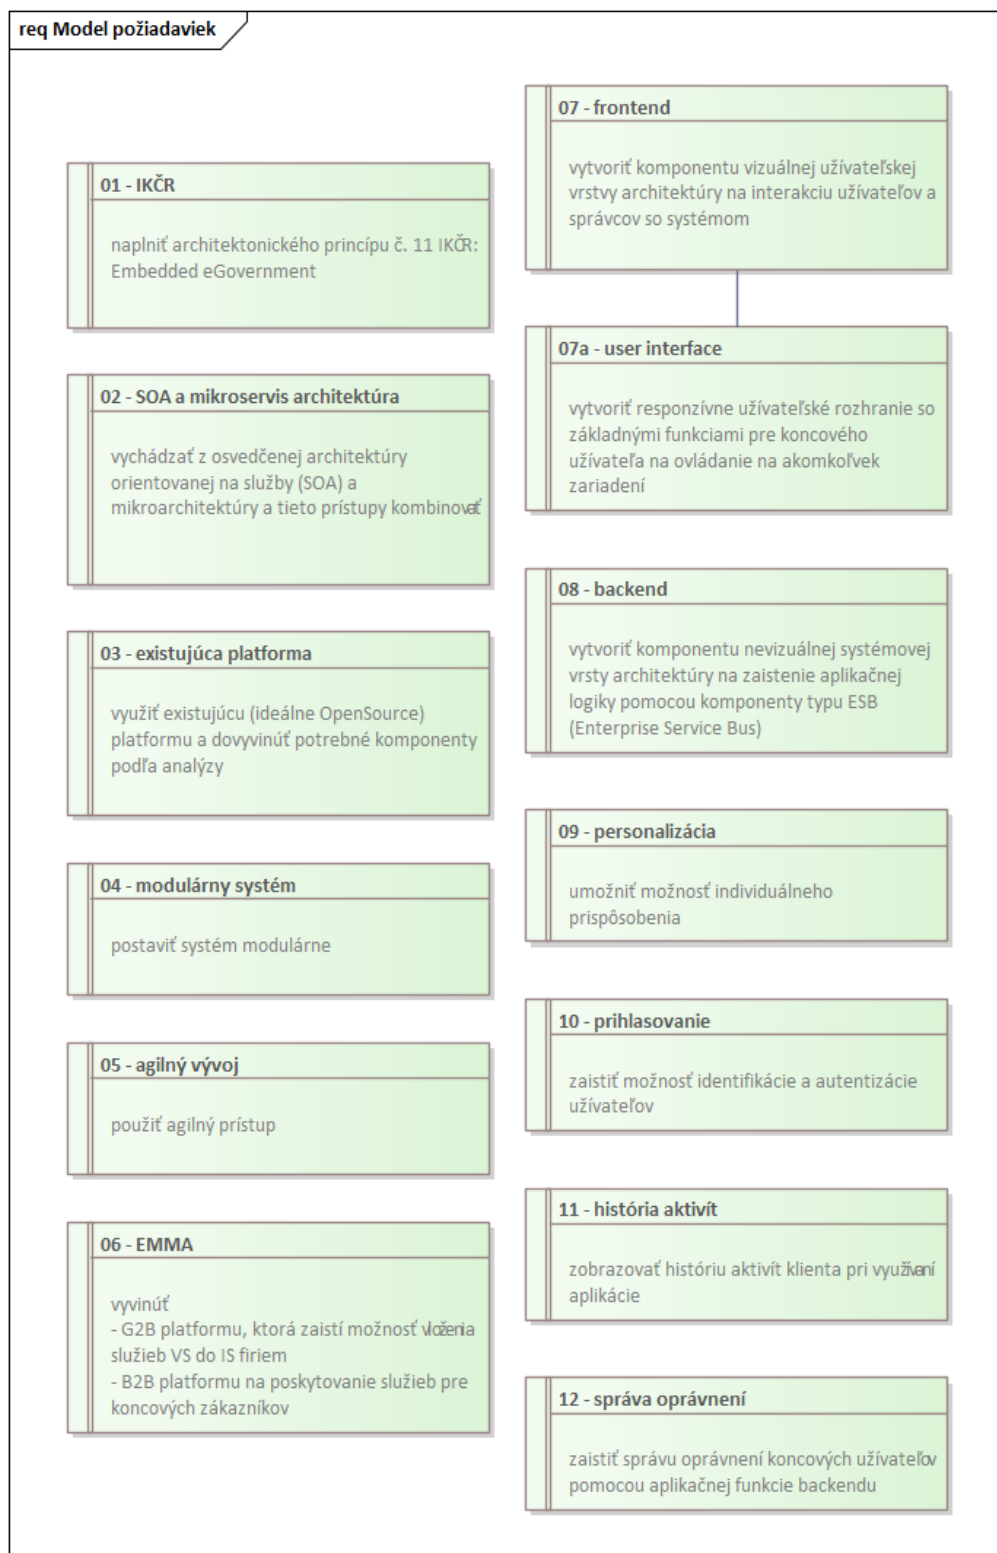 req Model požiadaviek
01 - IKČR
naplniť architektonického princípu č. 11 IKČR:
Embedded eGovernment
02 - SOA a mikroservis architektúra
vychádzať z osvedčenej architektúry
orientovanej na služby (SOA) a
mikroarchitektúry a tieto prístupy kombinovať
03 - existujúca platforma
využiť existujúcu (ideálne OpenSource)
platformu a dovyvinúť potrebné komponenty
podľa analýzy
04 - modulárny systém
postaviť systém modulárne
05 - agilný vývoj
použiť agilný prístup
06 - EMMA
vyvinúť
- G2B platformu, ktorá zaistí možnosť vloženia
služieb VS do IS firiem
- B2B platformu na poskytovanie služieb pre
koncových zákazníkov
07 - frontend
vytvoriť komponentu vizuálnej užívateľskej
vrstvy architektúry na interakciu užívateľov a
správcov so systémom
07a - user interface
vytvoriť responzívne užívateľské rozhranie so
základnými funkciami pre koncového
užívateľa na ovládanie na akomkoľvek
zariadení
08 - backend
vytvoriť komponentu nevizuálnej systémovej
vrsty architektúry na zaistenie aplikačnej
logiky pomocou komponenty typu ESB
(Enterprise Service Bus)
09 - personalizácia
umožniť možnosť individuálneho
prispôsobenia
10 - prihlasovanie
zaistiť možnosť identifikácie a autentizácie
užívateľov
11 - história aktivít
zobrazovať históriu aktivít klienta pri využívaní
aplikácie
12 - správa oprávnení
zaistiť správu oprávnení koncových užívateľov
pomocou aplikačnej funkcie backendu